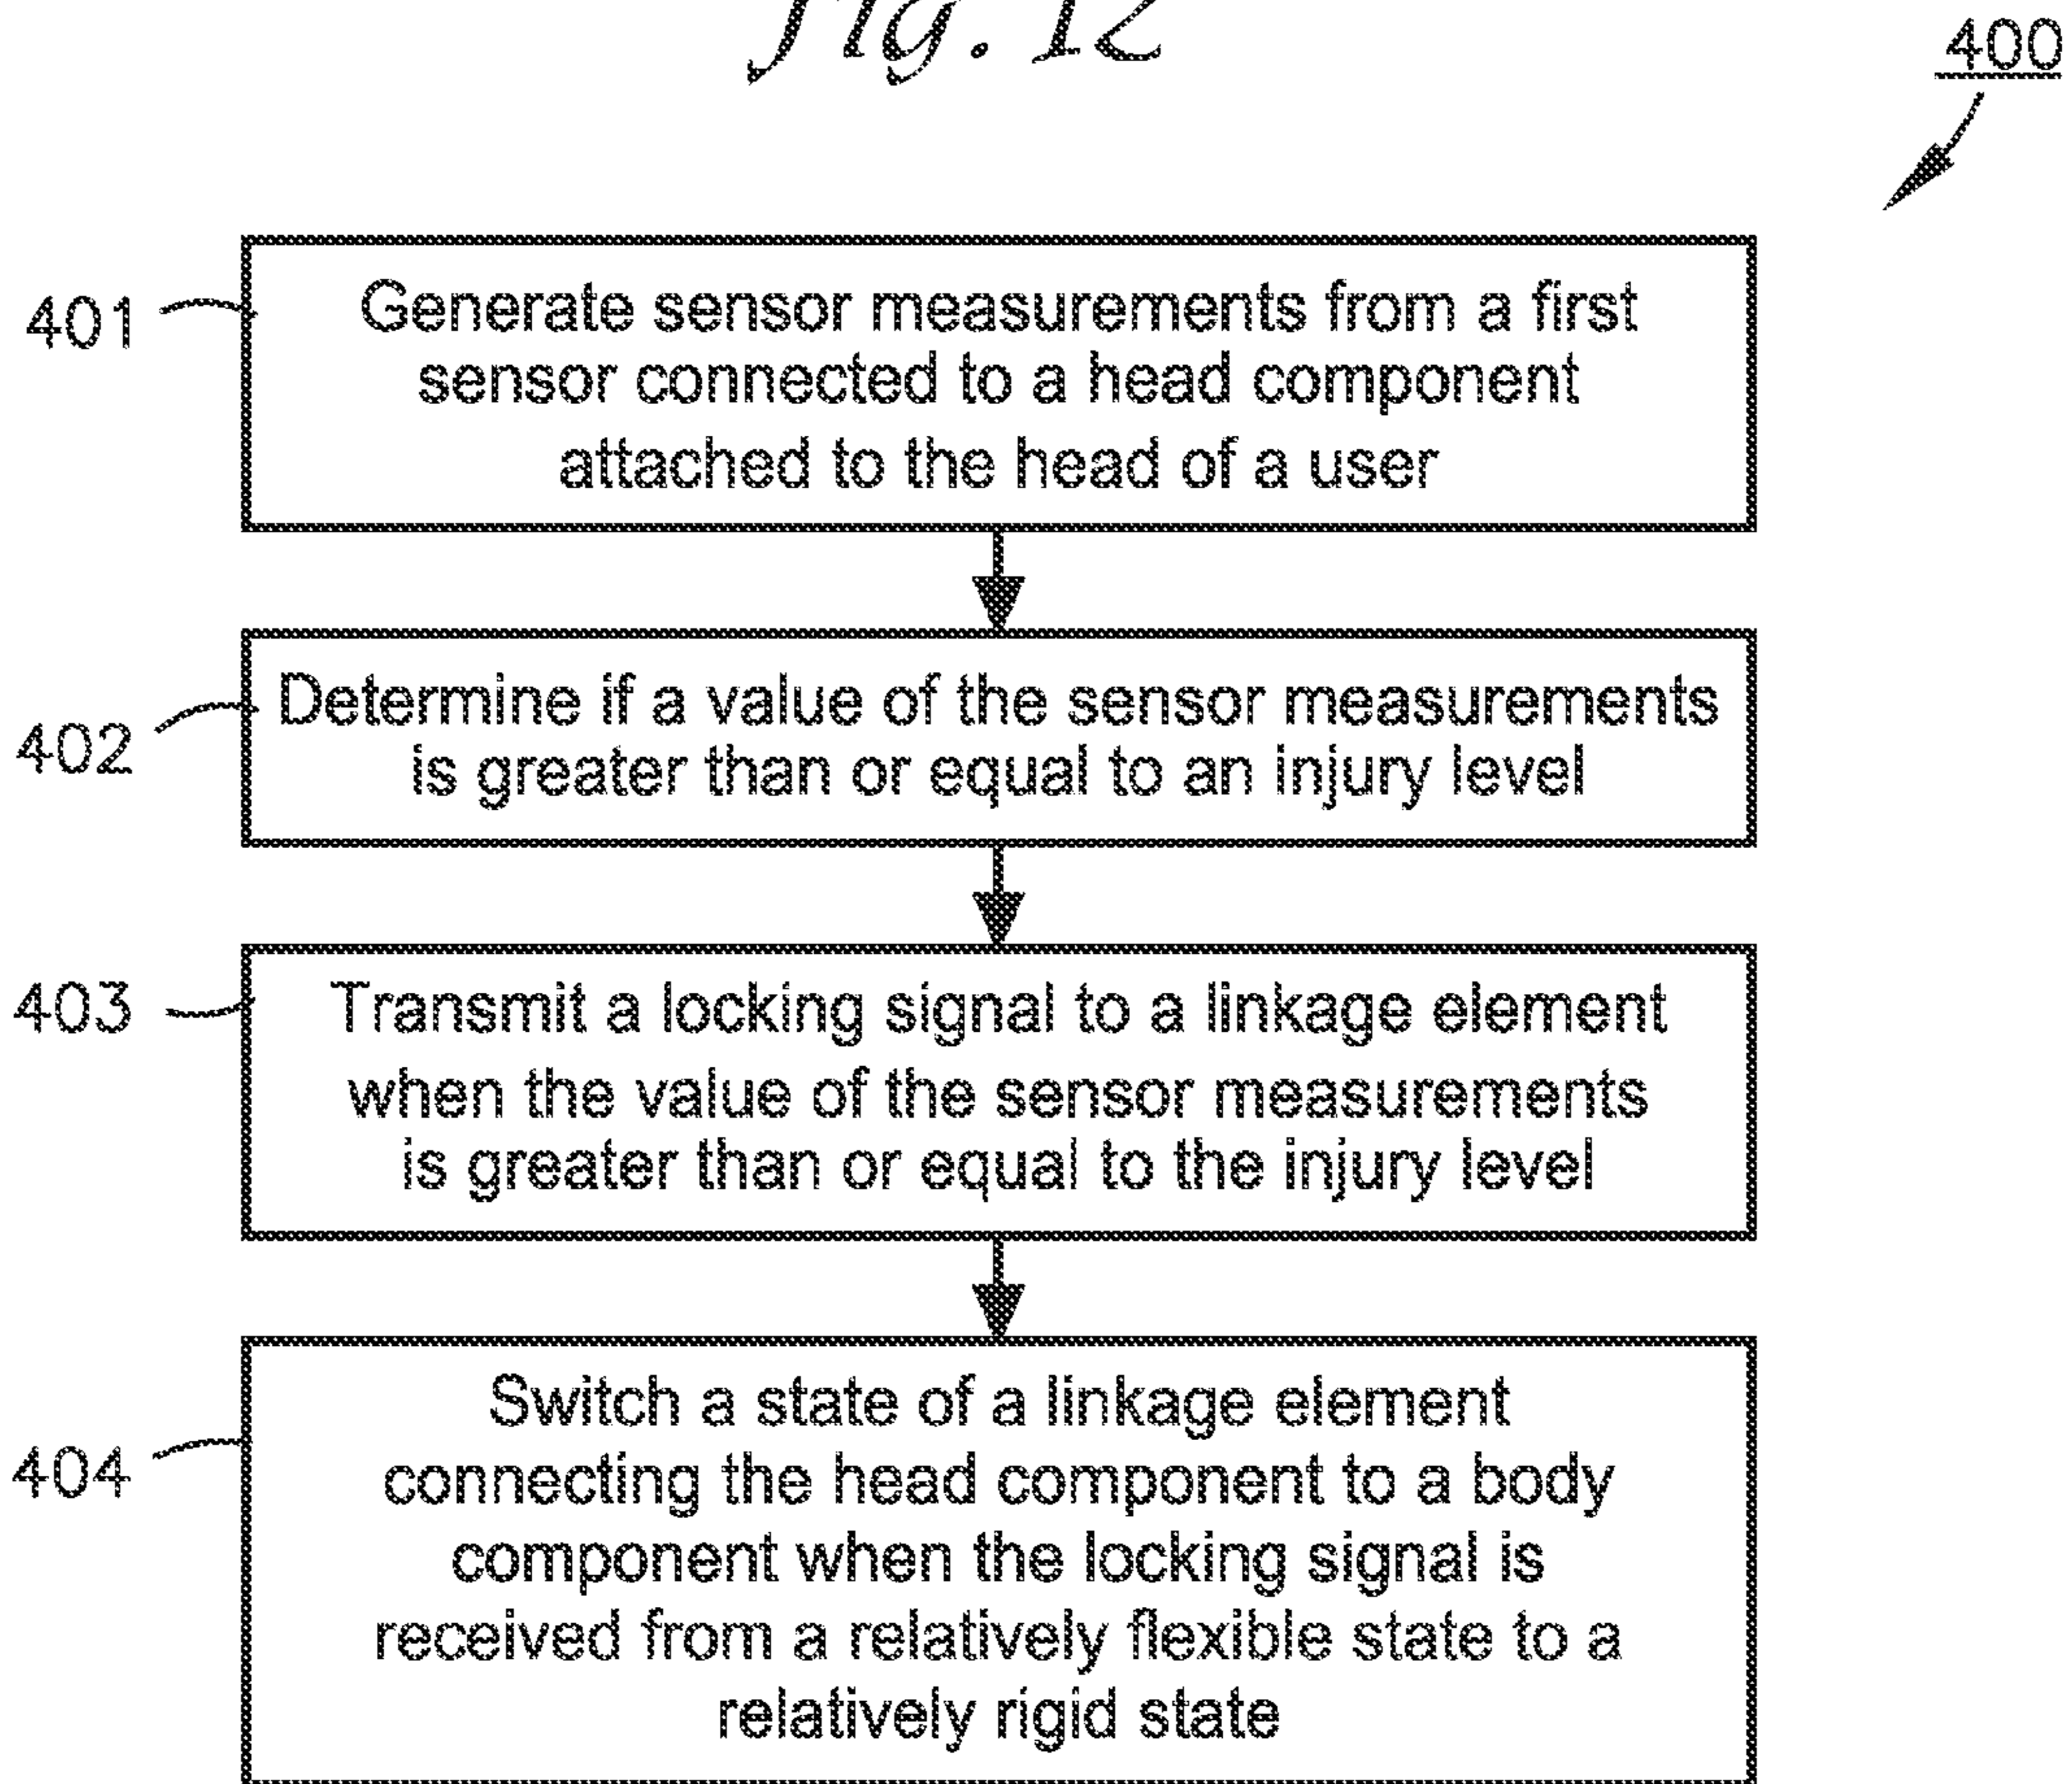 Fig. 12
400
401
Generate sensor measurements from a first
sensor connected to a head component
attached to the head of a user
402
Determine if a value of the sensor measurements
is greater than or equal to an injury level
403
Transmit a locking signal to a linkage element
when the value of the sensor measurements
is greater than or equal to the injury level
404
Switch a state of a linkage element
connecting the head component to a body
component when the locking signal is
received from a relatively flexible state to a
relatively rigid state